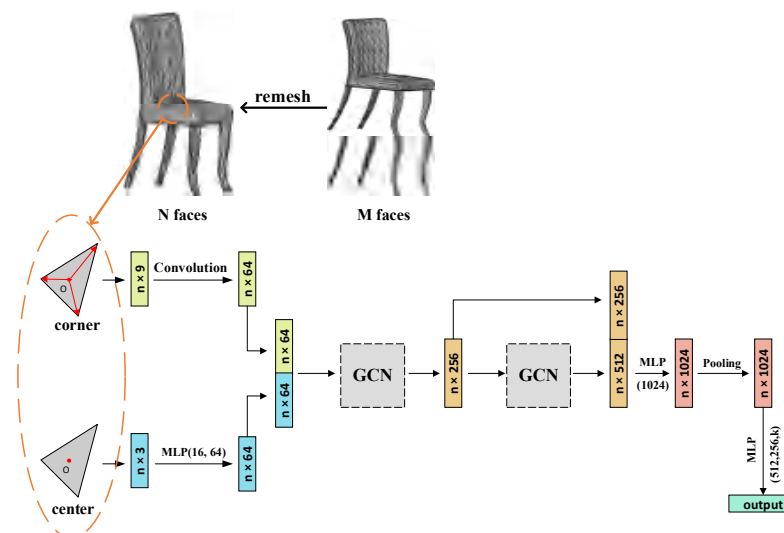 remesh
N faces
M faces
O
corner
n × 9
Convolution
n × 64
n × 64
n × 64
GCN
n × 256
GCN
n × 256
n × 512
MLP
(1024)
n × 1024
Pooling
n × 1024
MLP
(512,256,k)
output
O
center
n × 3
MLP(16, 64)
n × 64